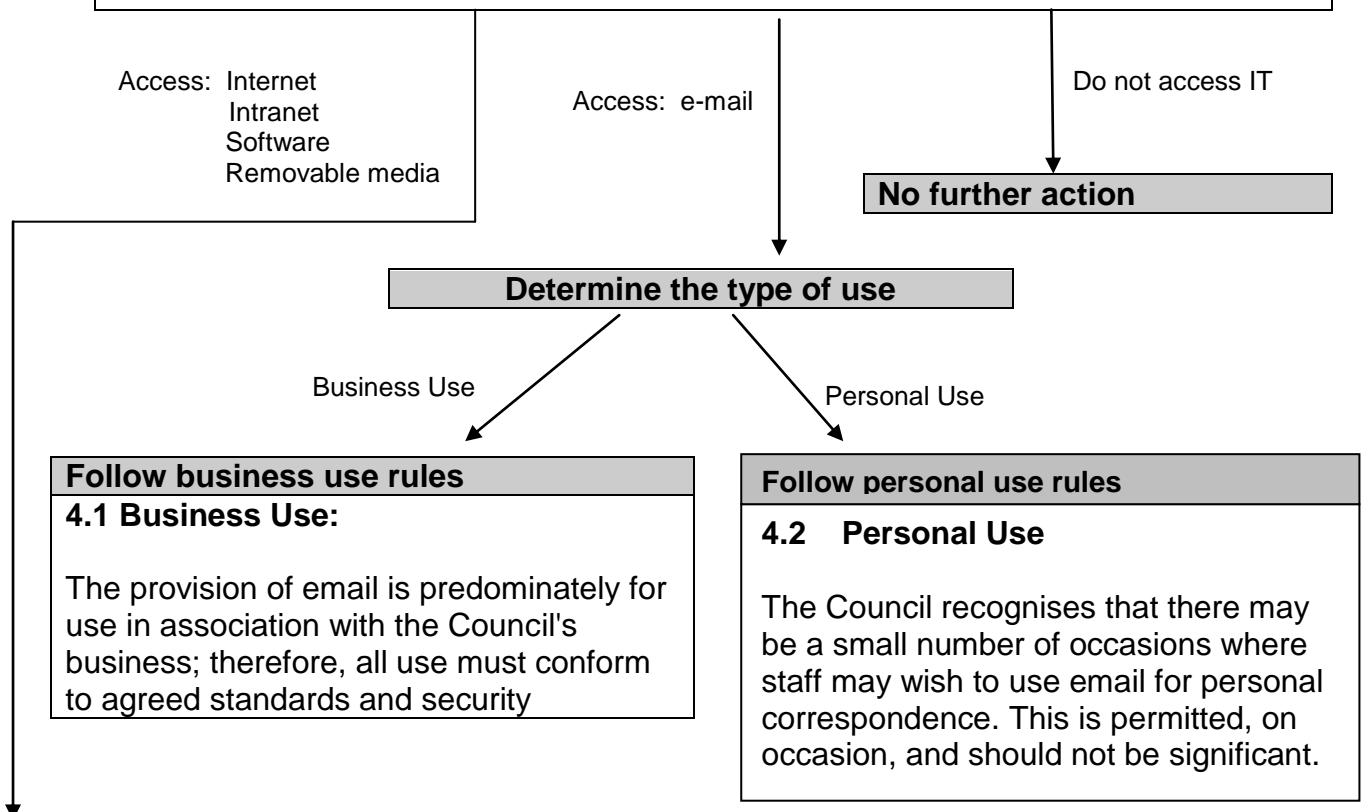 Access: Internet
Intranet
Software
Removable media
Access: e-mail
Do not access IT
No further action
Determine the type of use
Business Use
Personal Use
Follow business use rules
4.1 Business Use:
The provision of email is predominately for
use in association with the Council's
business; therefore, all use must conform
to agreed standards and security
Follow personal use rules
4.2 Personal Use
The Council recognises that there may
be a small number of occasions where
staff may wish to use email for personal
correspondence. This is permitted, on
occasion, and should not be significant.